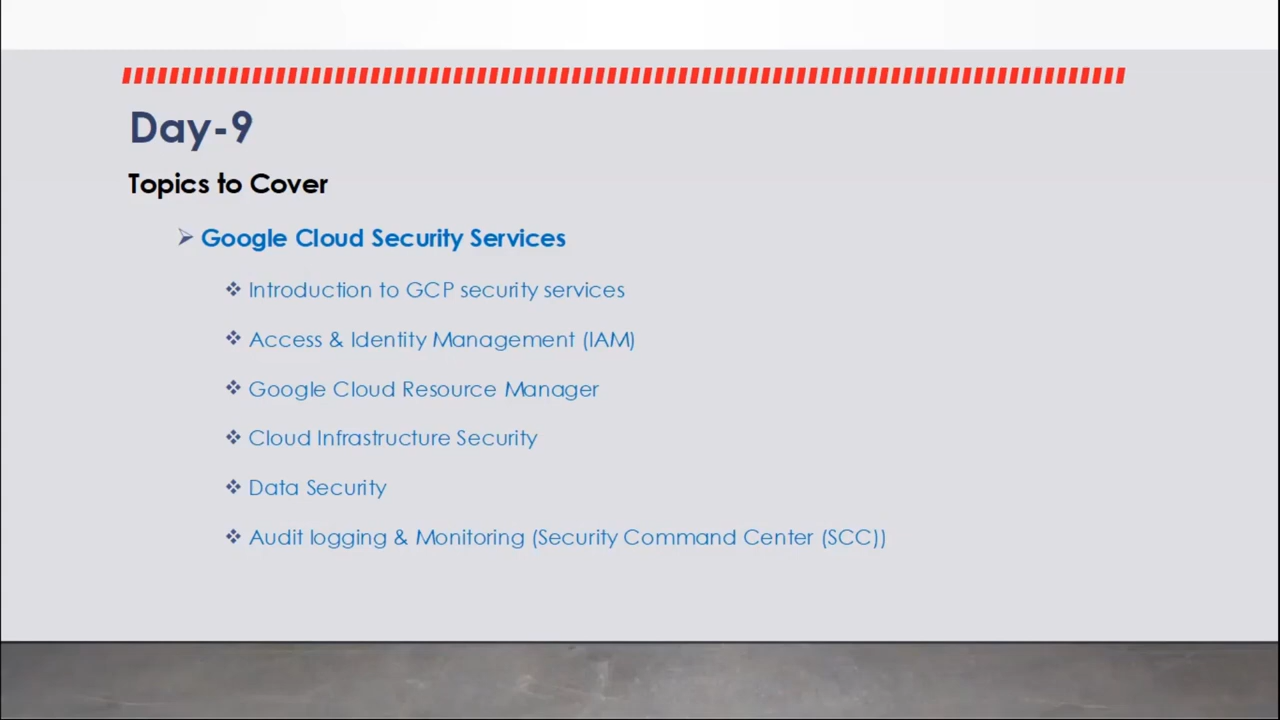 Day-9
Topics to Cover
Google Cloud Security Services
Introduction to GCP security services
Access & Identity Management (IAM)
Google Cloud Resource Manager
Cloud Infrastructure Security
Data Security
Audit logging & Monitoring (Security Command Center (SCC))